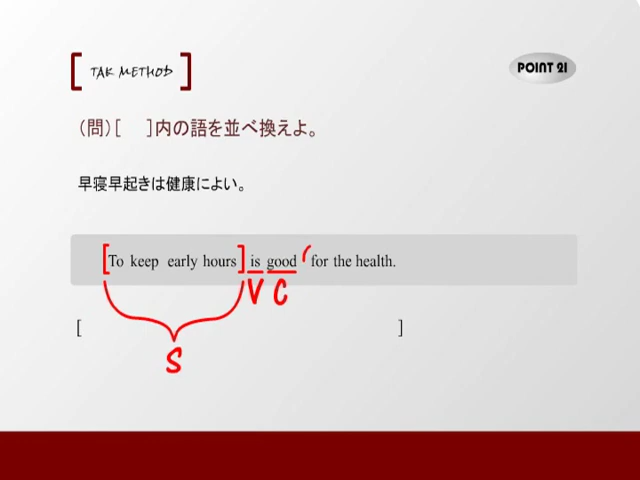 TAK METHOD
POINT 21
(問)[ ]内の語を並べ換えよ。
早寝早起きは健康によい。
[To keep early hours] is good (for the health.
V C
[ ]
S